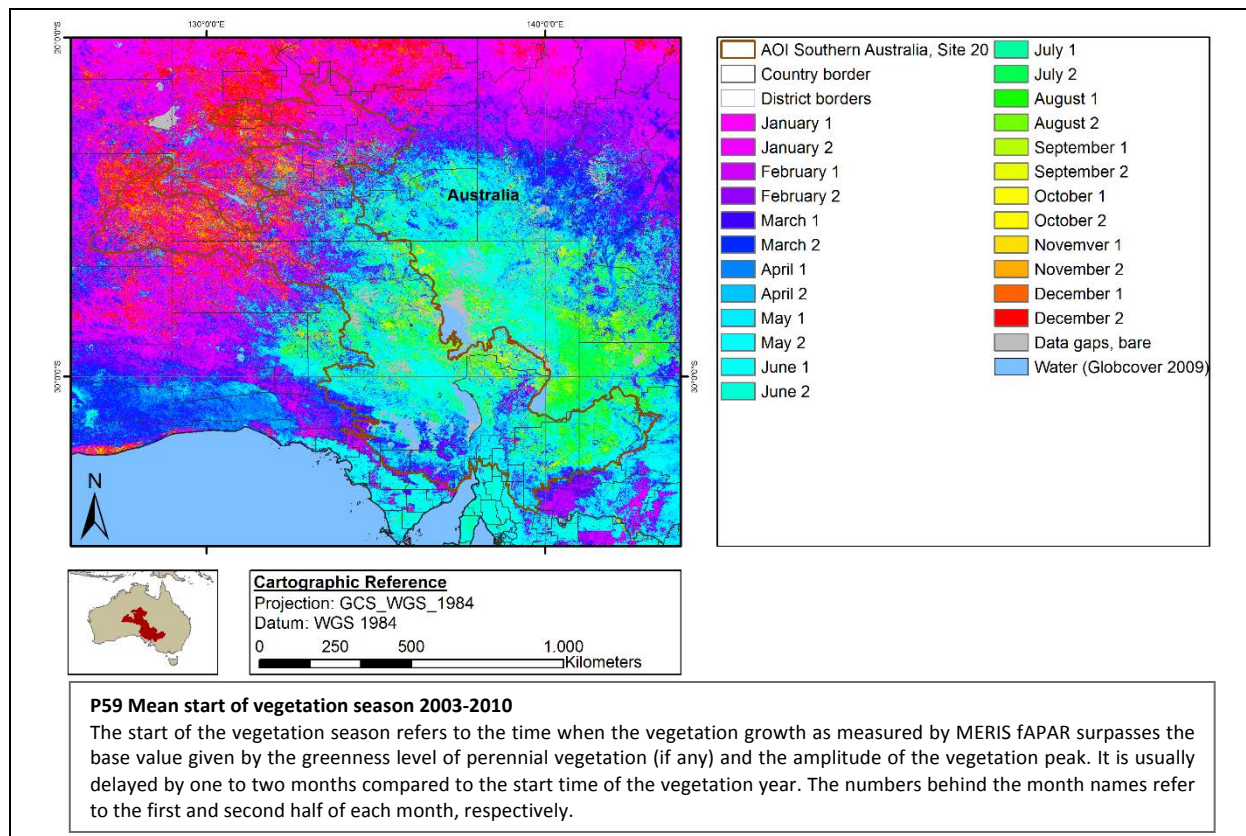 130°0'0"E
140°0'0"E
20°0'0"S
20°0'0"S
30°0'0"S
30°0'0"S
Australia
N
AOI Southern Australia, Site 20
Country border
District borders
January 1
January 2
February 1
February 2
March 1
March 2
April 1
April 2
May 1
May 2
June 1
June 2
July 1
July 2
August 1
August 2
September 1
September 2
October 1
October 2
Novemver 1
November 2
December 1
December 2
Data gaps, bare
Water (Globcover 2009)
Cartographic Reference
Projection: GCS_WGS_1984
Datum: WGS 1984
0 250 500 1.000
Kilometers
P59 Mean start of vegetation season 2003-2010
The start of the vegetation season refers to the time when the vegetation growth as measured by MERIS fAPAR surpasses the
base value given by the greenness level of perennial vegetation (if any) and the amplitude of the vegetation peak. It is usually
delayed by one to two months compared to the start time of the vegetation year. The numbers behind the month names refer
to the first and second half of each month, respectively.